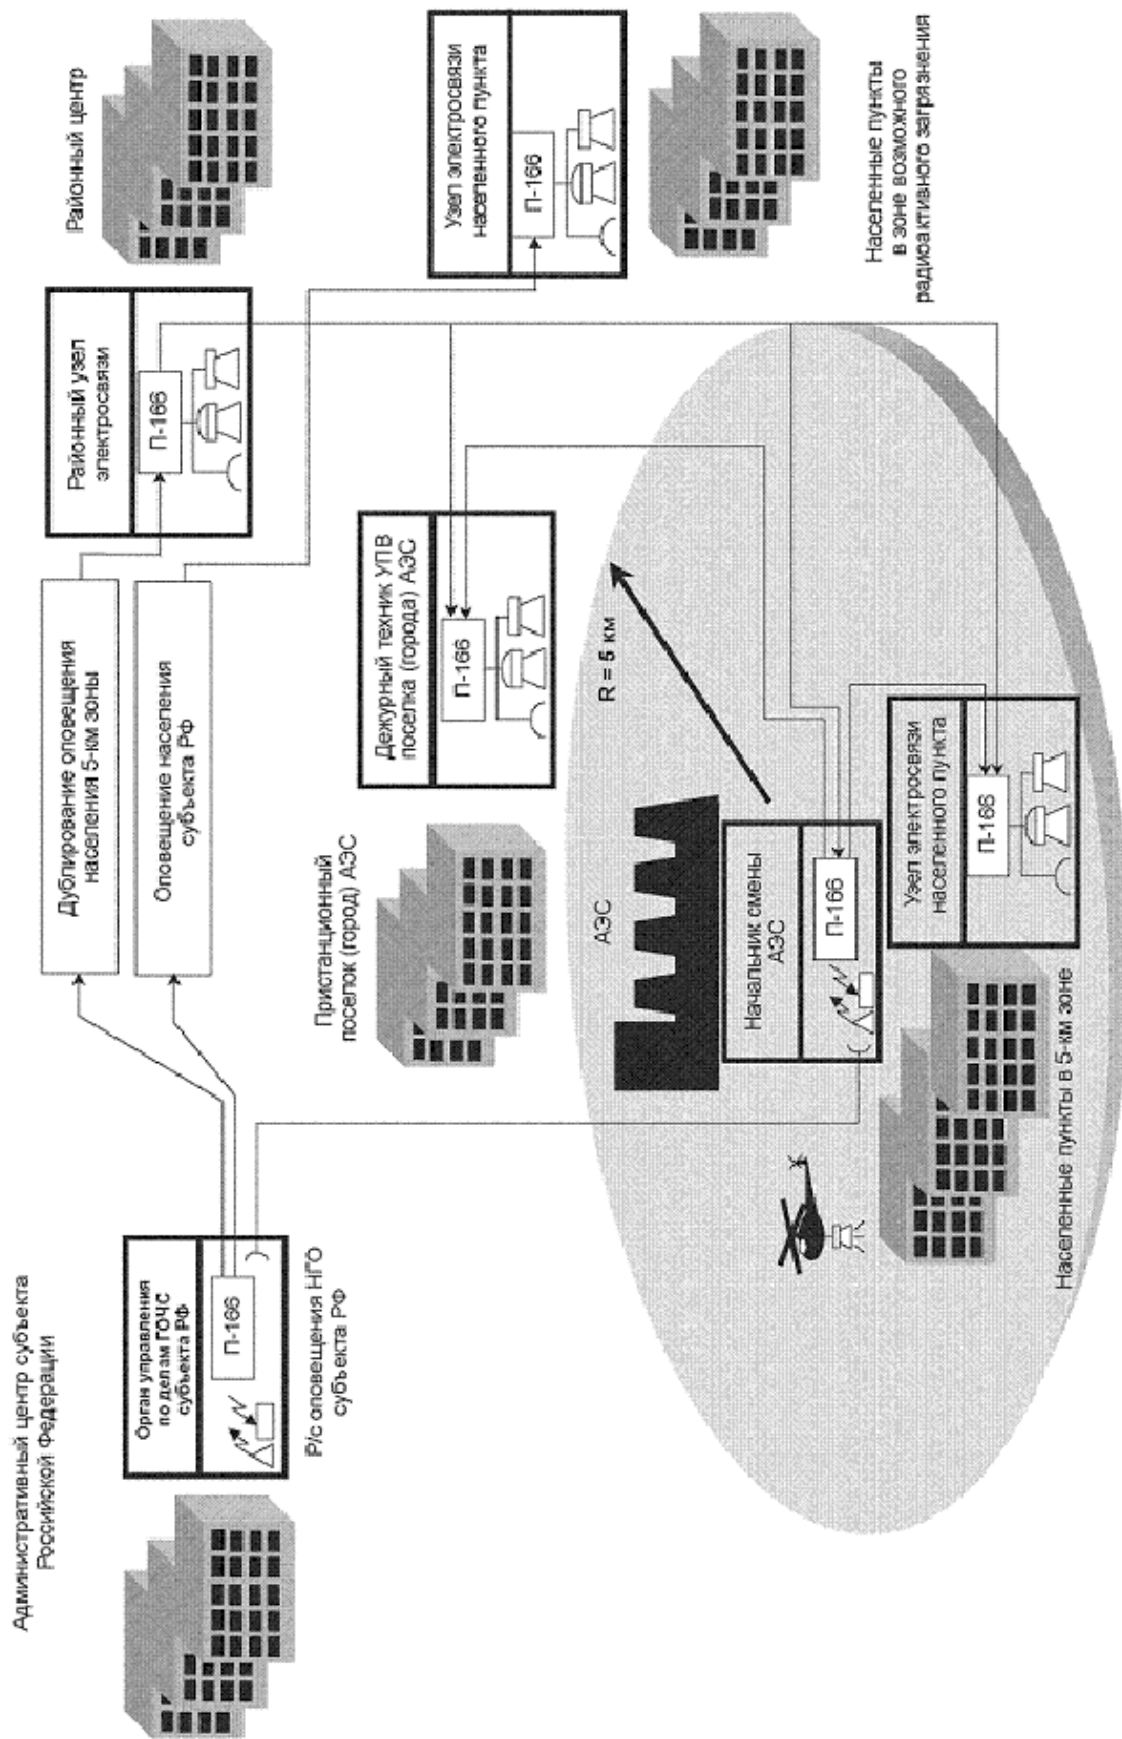 Административный центр субъекта
Российской Федерации
Орган управления
по делам ГОЧС
субъекта РФ
П-166
Р/с оповещения НГО
субъекта РФ
Дублирование оповещения
населения 5-км зоны
Оповещение населения
субъекта РФ
Районный узел
электросвязи
П-166
Районный центр
Пристанционный
поселок (город) АЭС
Дежурный техник УПВ
поселка (города) АЭС
П-166
Узел электросвязи
населенного пункта
П-166
Населенные пункты
в зоне возможного
радиоактивного загрязнения
АЭС
R = 5 км
Начальник смены
АЭС
П-166
Узел электросвязи
населенного пункта
П-166
Населенные пункты в 5-км зоне